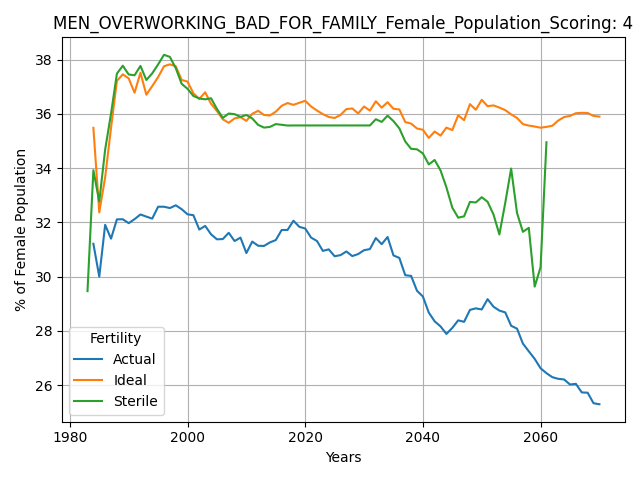 MEN_OVERWORKING_BAD_FOR_FAMILY_Female_Population_Scoring: 4
% of Female Population
38
36
34
32
30
28
26
Fertility
Actual
Ideal
Sterile
1980
2000
2020
2040
2060
Years